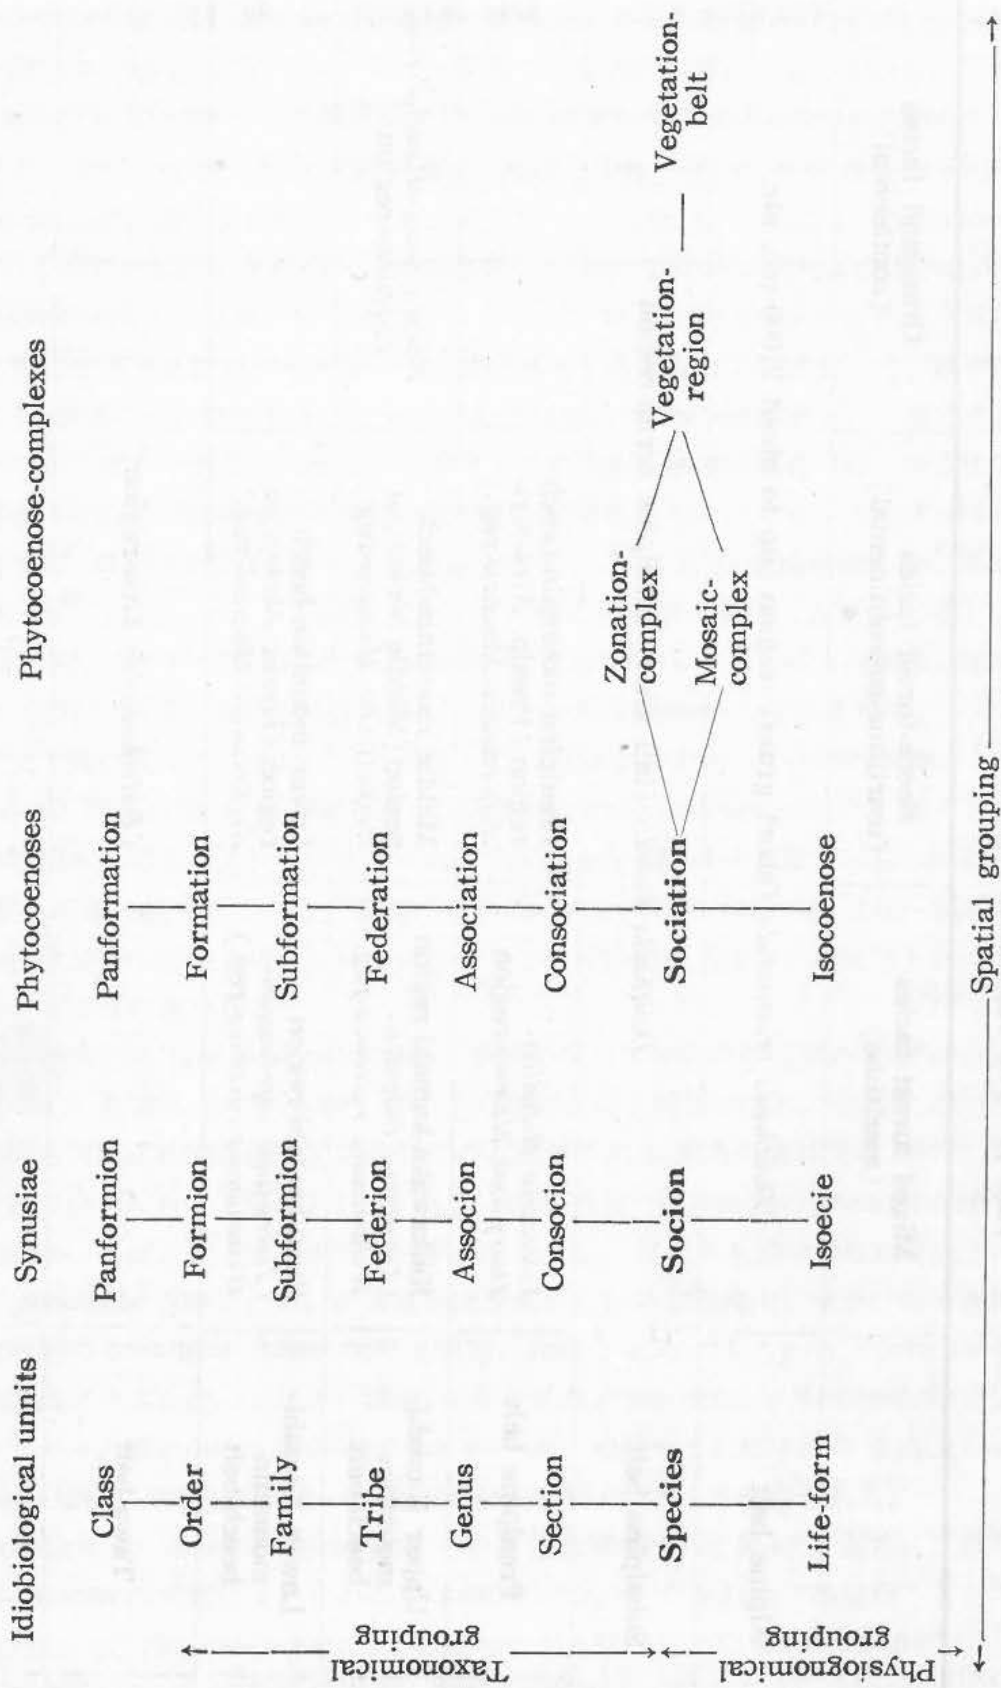 Idiobiological unnits Synusiae Phytocoenoses Phytocoenose-complexes
Class Panformion Panformation
Order Formion Formation
Family Subformion Subformation
Tribe Federion Federation
Genus Associon Association
Section Consocion Consociation
Zonation-
complex
Species Socion Sociation Vegetation-
region Vegetation-
belt
Mosaic-
complex
Life-form Isoecie Isocoenose
Taxonomical
grouping
Physiognomical
grouping
Spatial grouping